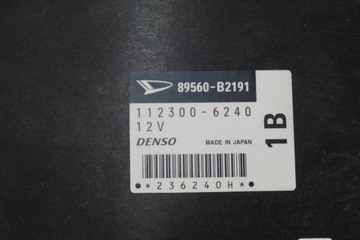 89560-B2191
112300-6240
12V
DENSO MADE IN JAPAN
1B
*236240H*